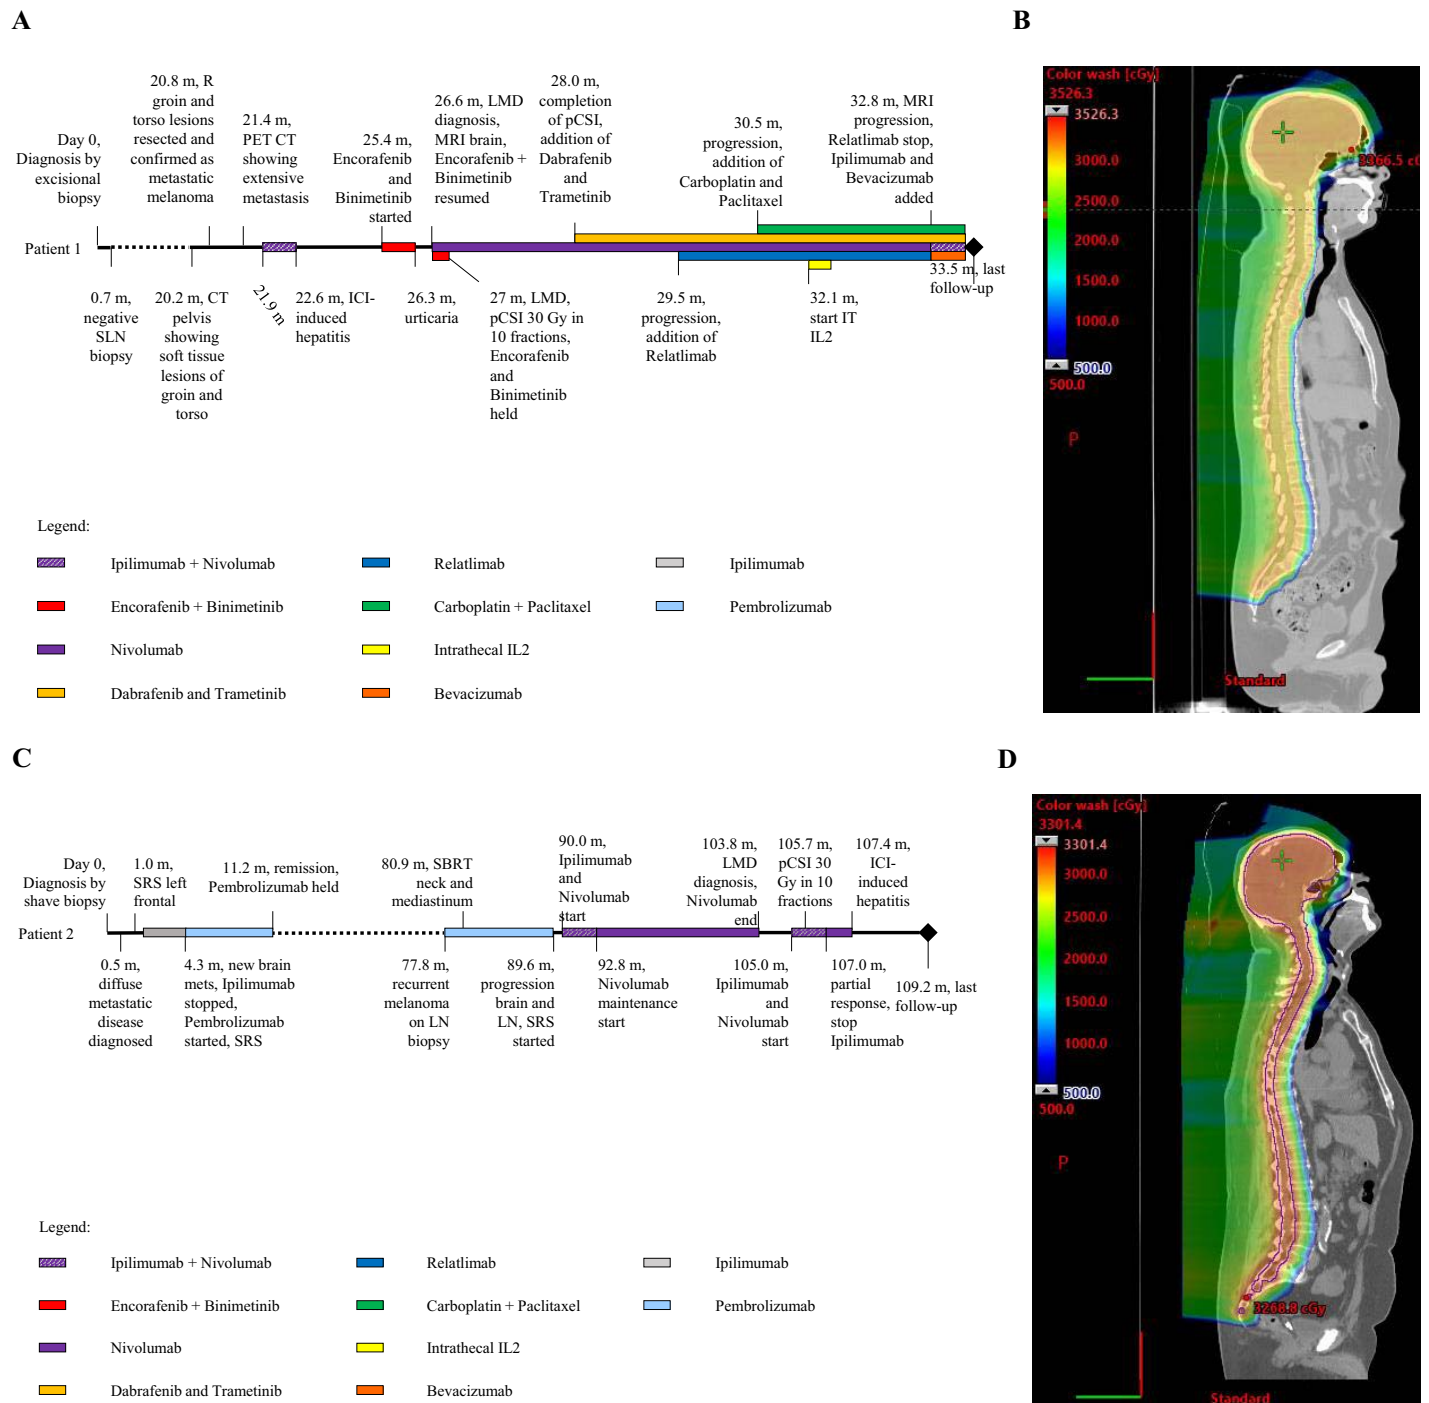 A
B
20.8 m, R
groin and
torso lesions
resected and
confirmed as
metastatic
melanoma
28.0 m,
completion
of pCSI,
addition of
Dabrafenib
and
Trametinib
26.6 m, LMD
diagnosis,
MRI brain,
Encorafenib +
Binimetinib
resumed
32.8 m, MRI
progression,
Relatlimab stop,
Ipilimumab and
Bevacizumab
added
21.4 m,
PET CT
showing
extensive
metastasis
30.5 m,
progression,
addition of
Carboplatin and
Paclitaxel
Day 0,
Diagnosis by
excisional
biopsy
25.4 m,
Encorafenib
and
Binimetinib
started
Patient 1
33.5 m, last
follow-up
0.7 m,
negative
SLN
biopsy
20.2 m, CT
pelvis
showing
soft tissue
lesions of
groin and
torso
21.9 m
22.6 m, ICI-
induced
hepatitis
26.3 m,
urticaria
27 m, LMD,
pCSI 30 Gy in
10 fractions,
Encorafenib
and
Binimetinib
held
29.5 m,
progression,
addition of
Relatlimab
32.1 m,
start IT
IL2
Legend:
Ipilimumab + Nivolumab
Relatlimab
Ipilimumab
Encorafenib + Binimetinib
Carboplatin + Paclitaxel
Pembrolizumab
Nivolumab
Intrathecal IL2
Dabrafenib and Trametinib
Bevacizumab
Color wash [cGy]
3526.3
3526.3
3000.0
2500.0
2000.0
1500.0
1000.0
500.0
500.0
3366.5 cG
P
Standard
C
D
Day 0,
Diagnosis by
shave biopsy
1.0 m,
SRS left
frontal
11.2 m, remission,
Pembrolizumab held
80.9 m, SBRT
neck and
mediastinum
90.0 m,
Ipilimumab
and
Nivolumab
start
103.8 m,
LMD
diagnosis,
Nivolumab
end
105.7 m,
pCSI 30
Gy in 10
fractions
107.4 m,
ICI-
induced
hepatitis
Patient 2
0.5 m,
diffuse
metastatic
disease
diagnosed
4.3 m, new brain
mets, Ipilimumab
stopped,
Pembrolizumab
started, SRS
77.8 m,
recurrent
melanoma
on LN
biopsy
89.6 m,
progression
brain and
LN, SRS
started
92.8 m,
Nivolumab
maintenance
start
105.0 m,
Ipilimumab
and
Nivolumab
start
107.0 m,
partial
response,
stop
Ipilimumab
109.2 m, last
follow-up
Legend:
Ipilimumab + Nivolumab
Relatlimab
Ipilimumab
Encorafenib + Binimetinib
Carboplatin + Paclitaxel
Pembrolizumab
Nivolumab
Intrathecal IL2
Dabrafenib and Trametinib
Bevacizumab
Color wash [cGy]
3301.4
3301.4
3000.0
2500.0
2000.0
1500.0
1000.0
500.0
500.0
P
3268.8 cGy
Standard